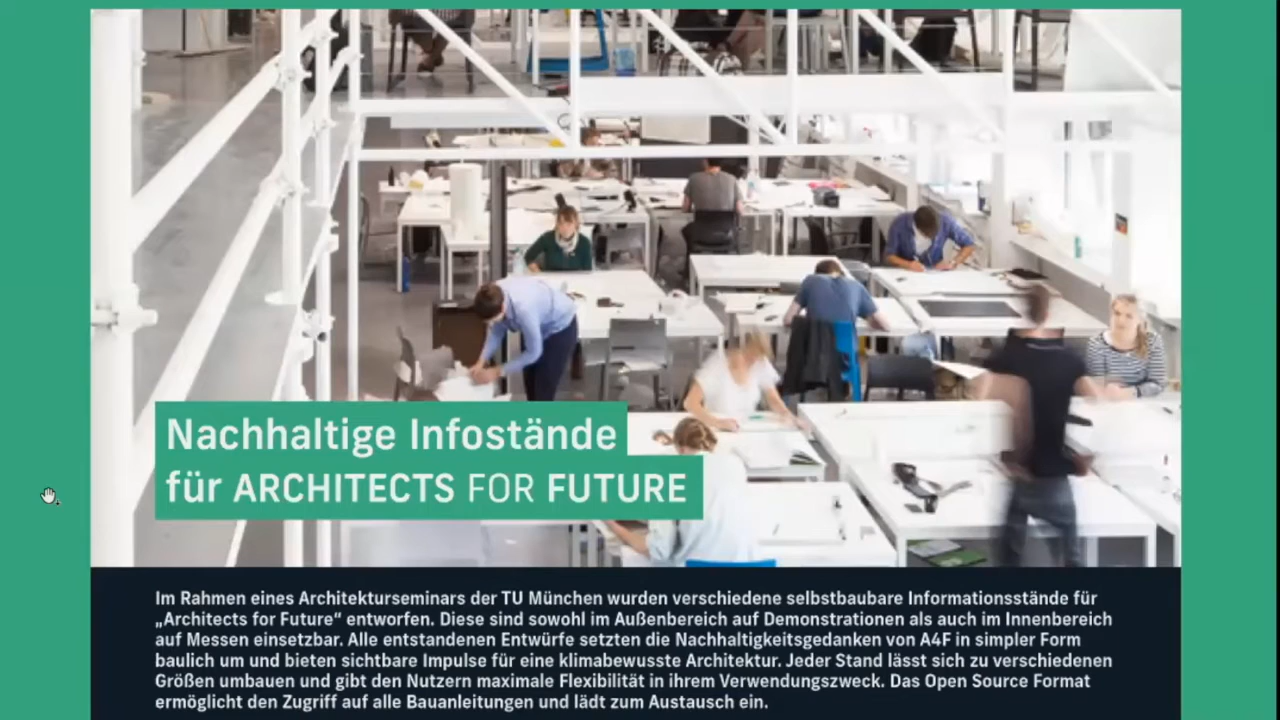 Nachhaltige Infostände
für ARCHITECTS FOR FUTURE
Im Rahmen eines Architekturseminars der TU München wurden verschiedene selbstbaubare Informationsstände für
„Architects for Future“ entworfen. Diese sind sowohl im Außenbereich auf Demonstrationen als auch im Innenbereich
auf Messen einsetzbar. Alle entstandenen Entwürfe setzten die Nachhaltigkeitsgedanken von A4F in simpler Form
baulich um und bieten sichtbare Impulse für eine klimabewusste Architektur. Jeder Stand lässt sich zu verschiedenen
Größen umbauen und gibt den Nutzern maximale Flexibilität in ihrem Verwendungszweck. Das Open Source Format
ermöglicht den Zugriff auf alle Bauanleitungen und lädt zum Austausch ein.